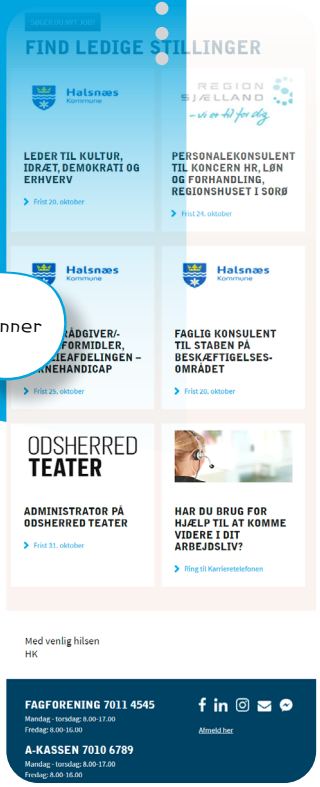 SØGER DU NYT JOB?
FIND LEDIGE STILLINGER
Halsnæs
Kommune
LEDER TIL KULTUR,
IDRÆT, DEMOKRATI OG
ERHVERV
Frist 20. oktober
REGION
SJÆLLAND
- vi er til for dig
PERSONALEKONSULENT
TIL KONCERN HR, LØN
OG FORHANDLING,
REGIONSHUSET I SORØ
Frist 24. oktober
Halsnæs
Kommune
nner
RÅDGIVER/-
FORMIDLER,
LIEAFDELINGEN –
RNEHANDICAP
Frist 25. oktober
Halsnæs
Kommune
FAGLIG KONSULENT
TIL STABEN PÅ
BESKÆFTIGELSES-
OMRÅDET
Frist 20. oktober
ODSHERRED
TEATER
ADMINISTRATOR PÅ
ODSHERRED TEATER
Frist 31. oktober
HAR DU BRUG FOR
HJÆLP TIL AT KOMME
VIDERE I DIT
ARBEJDSLIV?
Ring til Karrieretelefonen
Med venlig hilsen
HK
FAGFORENING 7011 4545
Mandag - torsdag: 8.00-17.00
Fredag: 8.00-16.00
Afmeld her
A-KASSEN 7010 6789
Mandag - torsdag: 8.00-17.00
Fredag: 8.00-16.00